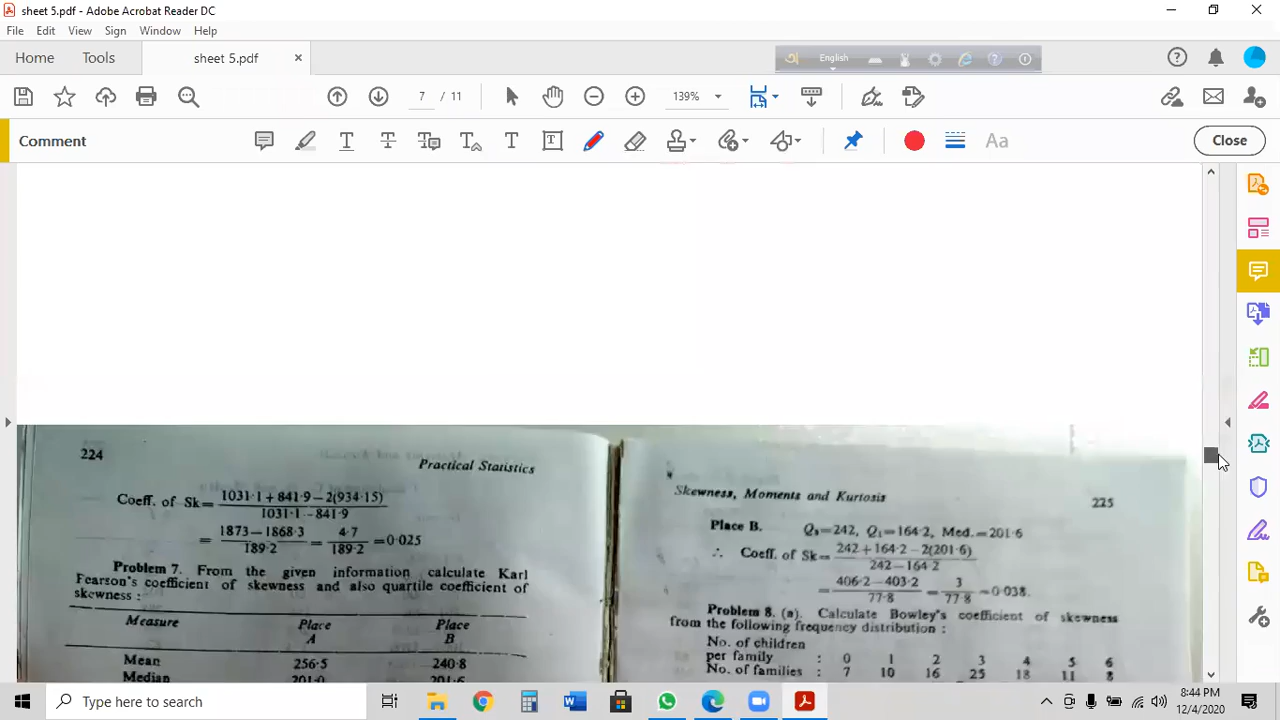 sheet 5.pdf - Adobe Acrobat Reader DC
File Edit View Sign Window Help
Home Tools sheet 5.pdf
English
7 / 11 139%
Comment
Close
224
Practical Statistics
Coeff. of Sk= 1031·1+841·9−2(934·15) / 1031·1−841·9
= 1873−1868·3 / 189·2 = 4·7 / 189·2 =0·025
Problem 7. From the given information calculate Karl
Pearson's coefficient of skewness and also quartile coefficient of
skewness :
Measure Place Place
A B
Mean 256·5 240·8
Median 201·0 201·6
Skewness, Moments and Kurtosis 225
Place B. Q₃=242, Q₁=164·2, Med.=201·6
∴ Coeff. of Sk= 242+164·2−2(201·6) / 242−164·2
= 406·2−403·2 / 77·8 = 3 / 77·8 =0·038.
Problem 8. (a). Calculate Bowley's coefficient of skewness
from the following frequency distribution :
No. of children
per family : 0 1 2 3 4 5 6
No. of families : 7 10 16 25 18 11 8
Type here to search
8:44 PM
12/4/2020